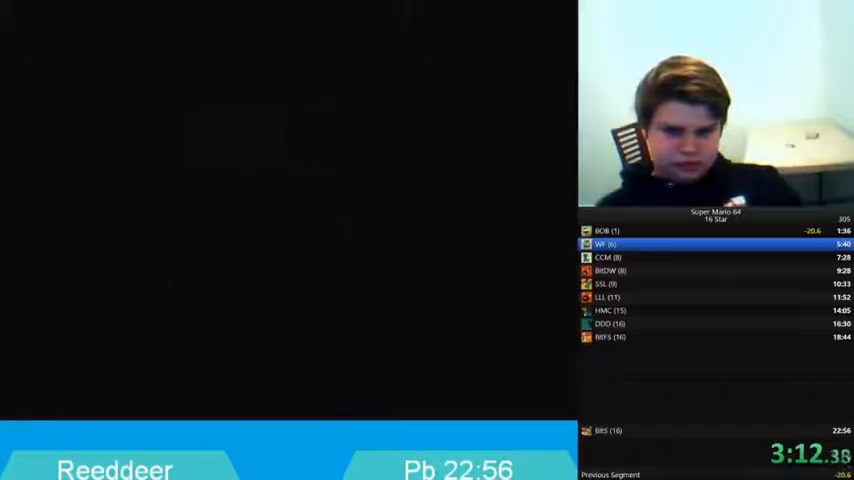 Super Mario 64
16 Star 305
BOB (1) -20.6 1:36
WF (6) 5:40
CCM (8) 7:28
BitDW (8) 9:28
SSL (9) 10:33
LLL (11) 11:52
HMC (15) 14:05
DDD (16) 16:30
BitFS (16) 18:44
BitS (16) 22:56
3:12.38
Previous Segment -20.6
Reeddeer
Pb 22:56